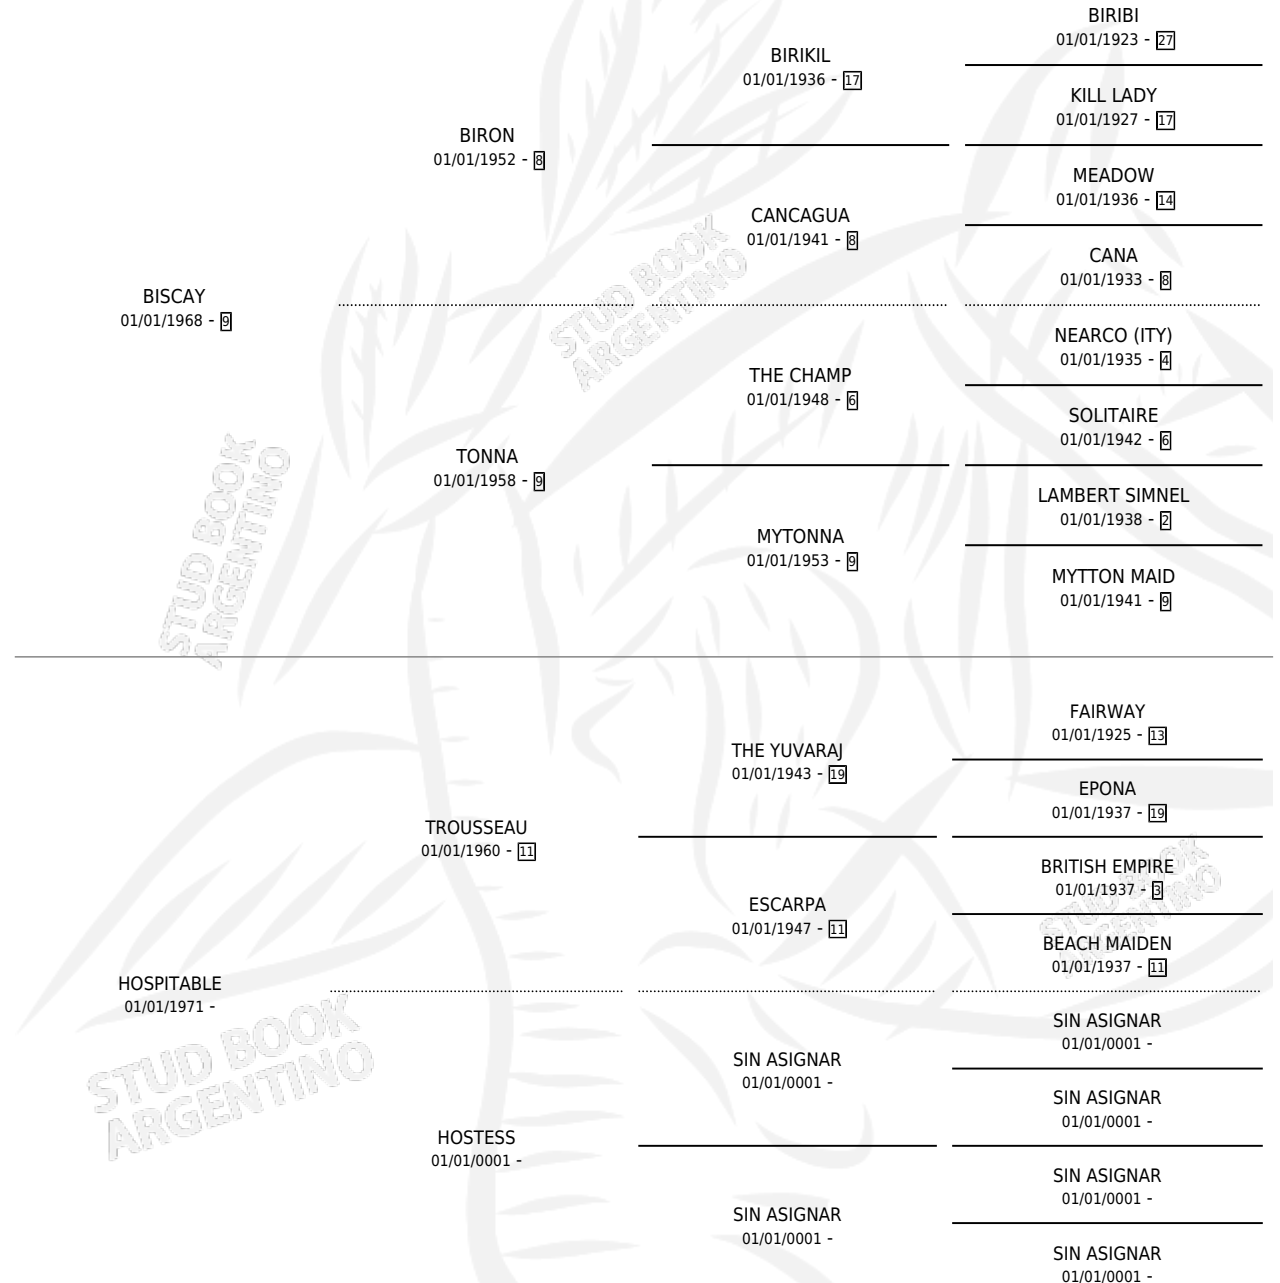 BIRIBI
01/01/1923 - 27
BIRIKIL
01/01/1936 - 17
KILL LADY
01/01/1927 - 17
BIRON
01/01/1952 - 8
MEADOW
01/01/1936 - 14
CANCAGUA
01/01/1941 - 8
CANA
01/01/1933 - 8
BISCAY
01/01/1968 - 9
NEARCO (ITY)
01/01/1935 - 4
THE CHAMP
01/01/1948 - 6
SOLITAIRE
01/01/1942 - 6
TONNA
01/01/1958 - 9
LAMBERT SIMNEL
01/01/1938 - 2
MYTONNA
01/01/1953 - 9
MYTTON MAID
01/01/1941 - 9
FAIRWAY
01/01/1925 - 13
THE YUVARAJ
01/01/1943 - 19
EPONA
01/01/1937 - 19
TROUSSEAU
01/01/1960 - 11
BRITISH EMPIRE
01/01/1937 - 3
ESCARPA
01/01/1947 - 11
BEACH MAIDEN
01/01/1937 - 11
HOSPITABLE
01/01/1971 -
SIN ASIGNAR
01/01/0001 -
SIN ASIGNAR
01/01/0001 -
SIN ASIGNAR
01/01/0001 -
HOSTESS
01/01/0001 -
SIN ASIGNAR
01/01/0001 -
SIN ASIGNAR
01/01/0001 -
SIN ASIGNAR
01/01/0001 -
STUD BOOK
ARGENTINO
STUD BOOK
ARGENTINO
STUD BOOK
ARGENTINO
STUD BOOK
ARGENTINO